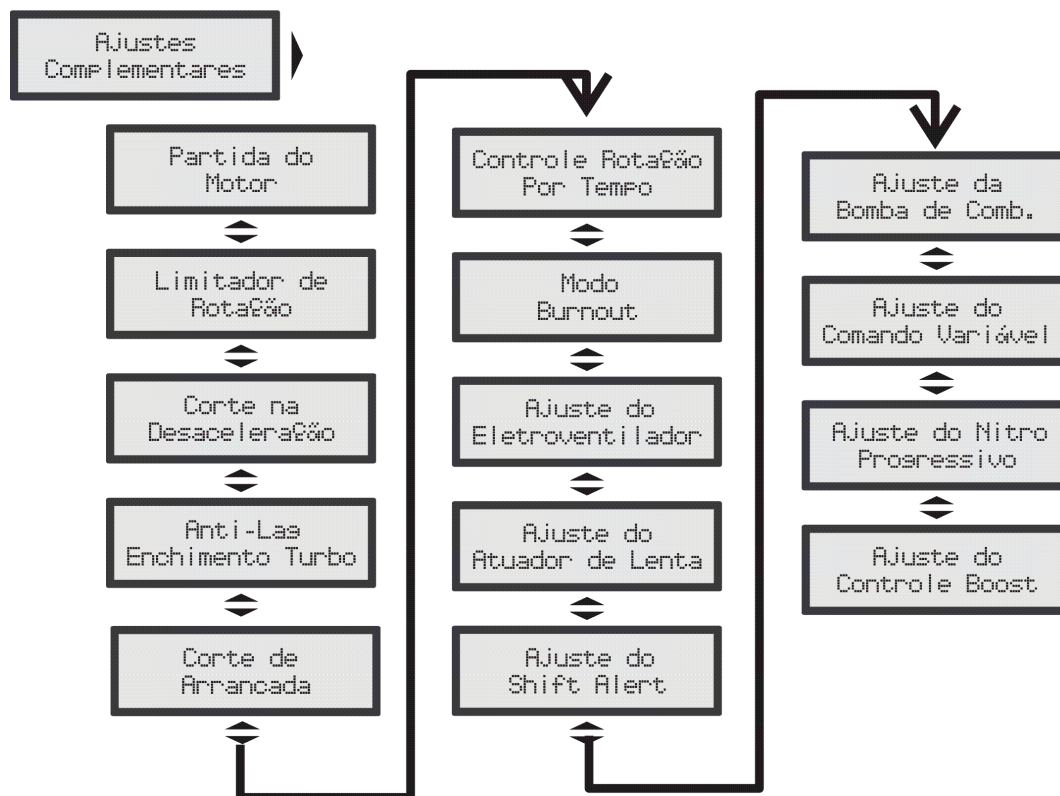 Ajustes
Complementares
Partida do
Motor
Limitador de
Rotação
Corte na
Desaceleração
Anti-Lag
Enchimento Turbo
Corte de
Arrancada
Controle Rotação
Por Tempo
Modo
Burnout
Ajuste do
Eletroventilador
Ajuste do
Atuador de Lenta
Ajuste do
Shift Alert
Ajuste da
Bomba de Comb.
Ajuste do
Comando Variável
Ajuste do Nitro
Progressivo
Ajuste do
Controle Boost